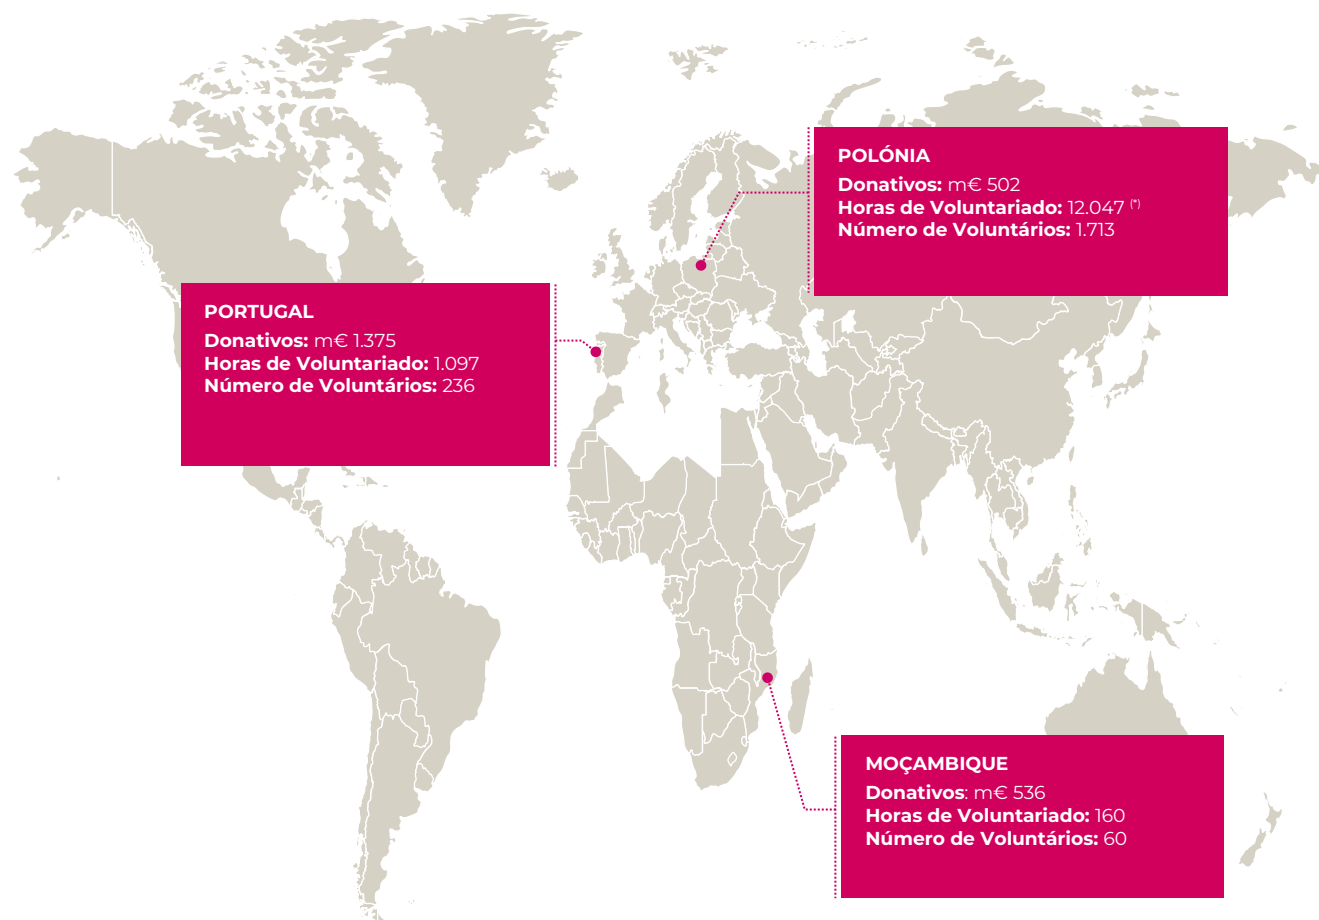 POLÓNIA
Donativos: m€ 502
Horas de Voluntariado: 12.047 (*)
Número de Voluntários: 1.713
PORTUGAL
Donativos: m€ 1.375
Horas de Voluntariado: 1.097
Número de Voluntários: 236
MOÇAMBIQUE
Donativos: m€ 536
Horas de Voluntariado: 160
Número de Voluntários: 60